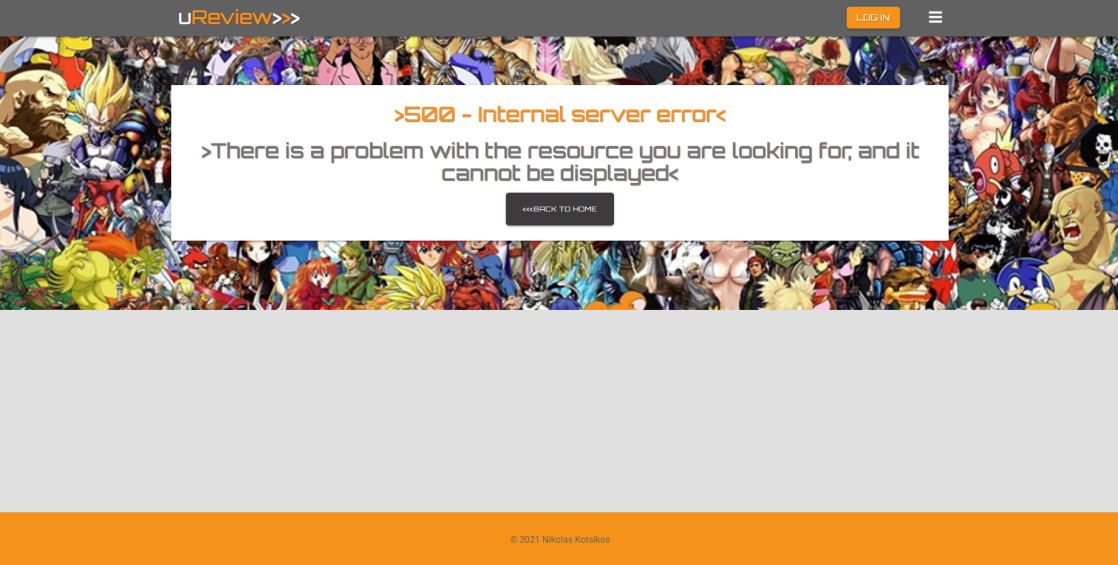 uReview>>>
LOG IN
>500 - Internal server error<
>There is a problem with the resource you are looking for, and it
cannot be displayed<
<<<BACK TO HOME
© 2021 Nikolas Kotsikos